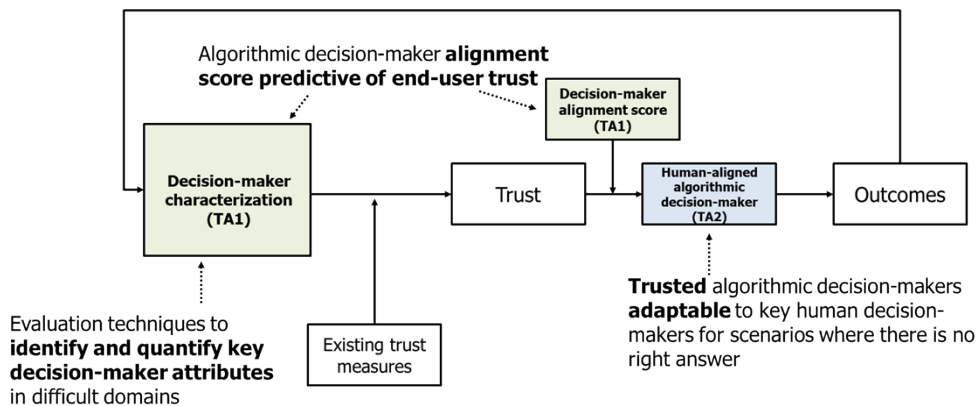 Algorithmic decision-maker alignment
score predictive of end-user trust
Decision-maker
alignment score
(TA1)
Decision-maker
characterization
(TA1)
Trust
Human-aligned
algorithmic
decision-maker
(TA2)
Outcomes
Evaluation techniques to
identify and quantify key
decision-maker attributes
in difficult domains
Existing trust
measures
Trusted algorithmic decision-makers
adaptable to key human decision-
makers for scenarios where there is no
right answer